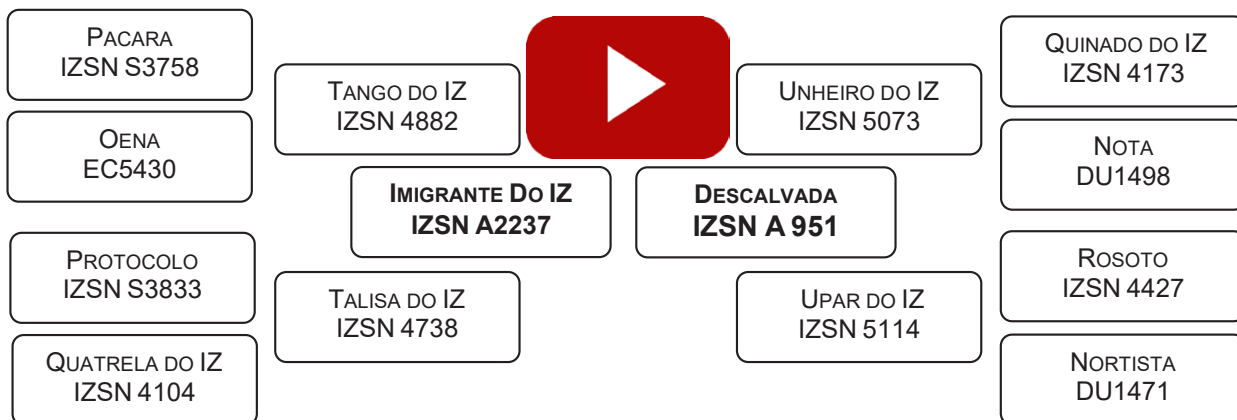 PACARA
IZSN S3758
OENA
EC5430
PROTOCOLO
IZSN S3833
QUATRELA DO IZ
IZSN 4104
TANGO DO IZ
IZSN 4882
TALISA DO IZ
IZSN 4738
IMIGRANTE DO IZ
IZSN A2237
DESCALVADA
IZSN A 951
UNHEIRO DO IZ
IZSN 5073
UPAR DO IZ
IZSN 5114
QUINADO DO IZ
IZSN 4173
NOTA
DU1498
ROSOTO
IZSN 4427
NORTISTA
DU1471